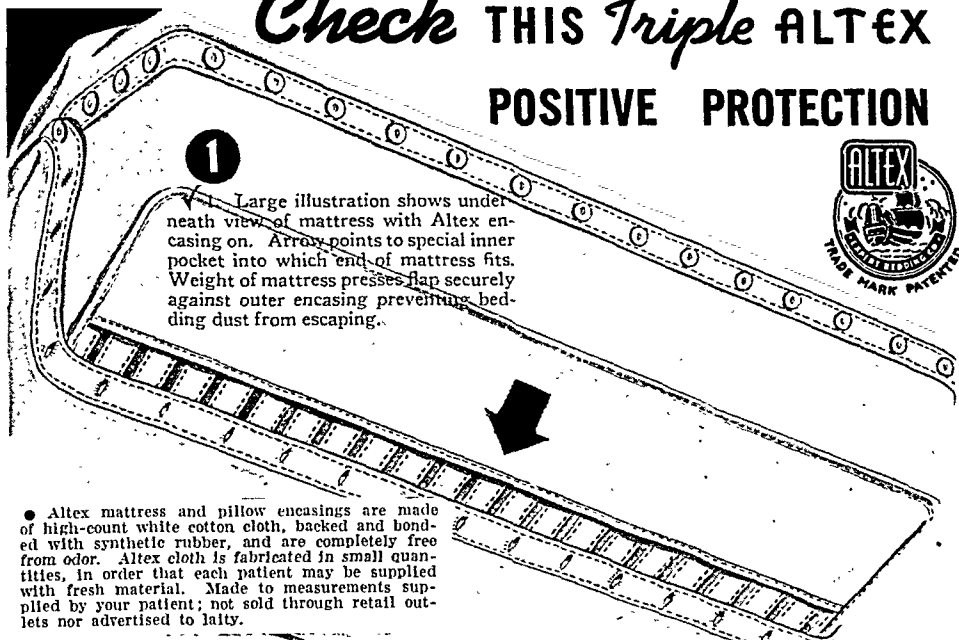 Check THIS Triple ALTEX
POSITIVE PROTECTION
1
ALTEX
TRADE MARK PATENTED
√ 1. Large illustration shows under
neath view of mattress with Altex en-
casing on. Arrow points to special inner
pocket into which end of mattress fits.
Weight of mattress presses flap securely
against outer encasing preventing bed-
ding dust from escaping.
● Altex mattress and pillow encasings are made
of high-count white cotton cloth, backed and bond-
ed with synthetic rubber, and are completely free
from odor. Altex cloth is fabricated in small quan-
tities, in order that each patient may be supplied
with fresh material. Made to measurements sup-
plied by your patient; not sold through retail out-
lets nor advertised to laity.